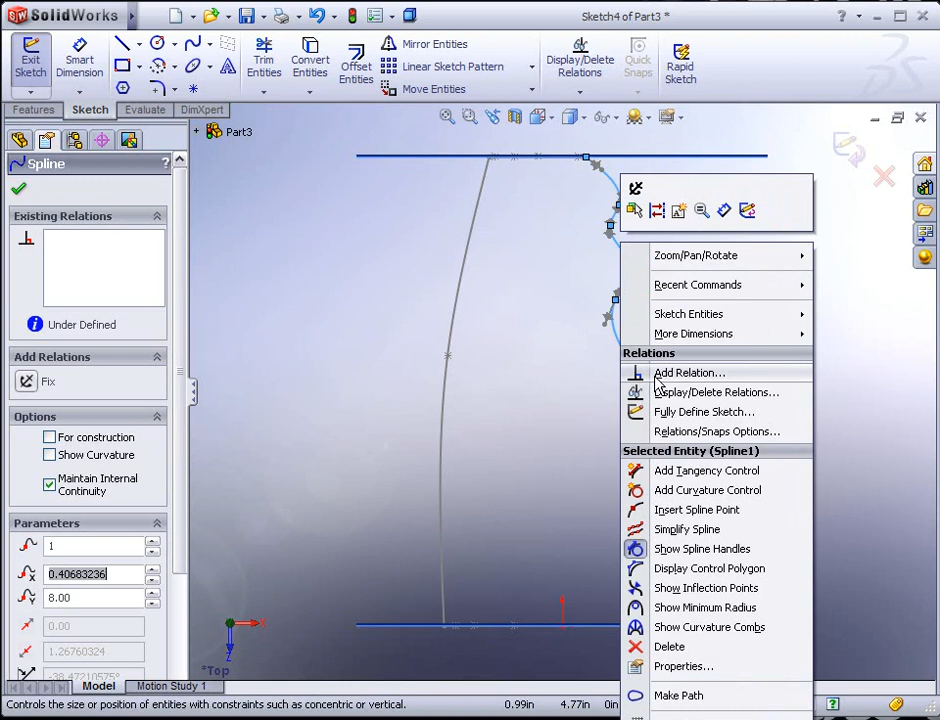 SolidWorks
Sketch4 of Part3 *
Exit Sketch
Smart Dimension
Trim Entities
Convert Entities
Offset Entities
Mirror Entities
Linear Sketch Pattern
Move Entities
Display/Delete Relations
Quick Snaps
Rapid Sketch
Features
Sketch
Evaluate
DimXpert
Part3
Spline
?
Existing Relations
Under Defined
Add Relations
Fix
Options
For construction
Show Curvature
Maintain Internal
Continuity
Parameters
1
0.40683236
8.00
0.00
1.26760324
-38.47210575°
Zoom/Pan/Rotate
Recent Commands
Sketch Entities
More Dimensions
Relations
Add Relation...
Display/Delete Relations...
Fully Define Sketch...
Relations/Snaps Options...
Selected Entity (Spline1)
Add Tangency Control
Add Curvature Control
Insert Spline Point
Simplify Spline
Show Spline Handles
Display Control Polygon
Show Inflection Points
Show Minimum Radius
Show Curvature Combs
Delete
Properties...
Make Path
*Top
Model
Motion Study 1
Controls the size or position of entities with constraints such as concentric or vertical.
0.99in
4.77in
0in